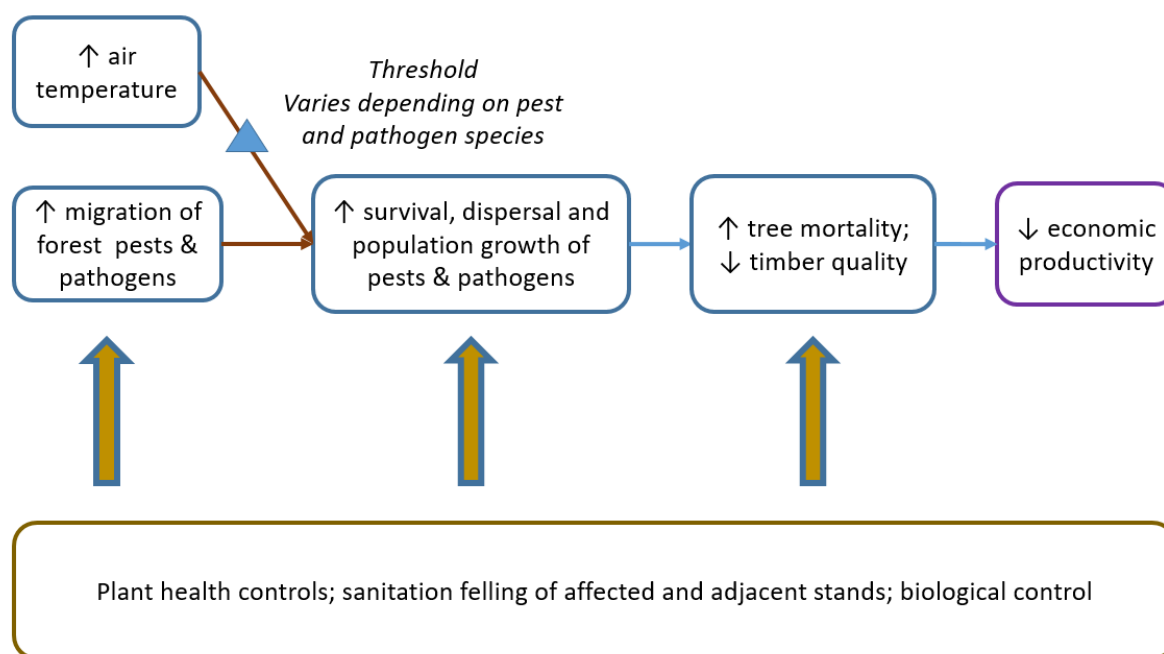 ↑ air
temperature
Threshold
Varies depending on pest
and pathogen species
↑ migration of
forest pests &
pathogens
↑ survival, dispersal and
population growth of
pests & pathogens
↑ tree mortality;
↓ timber quality
↓ economic
productivity
Plant health controls; sanitation felling of affected and adjacent stands; biological control